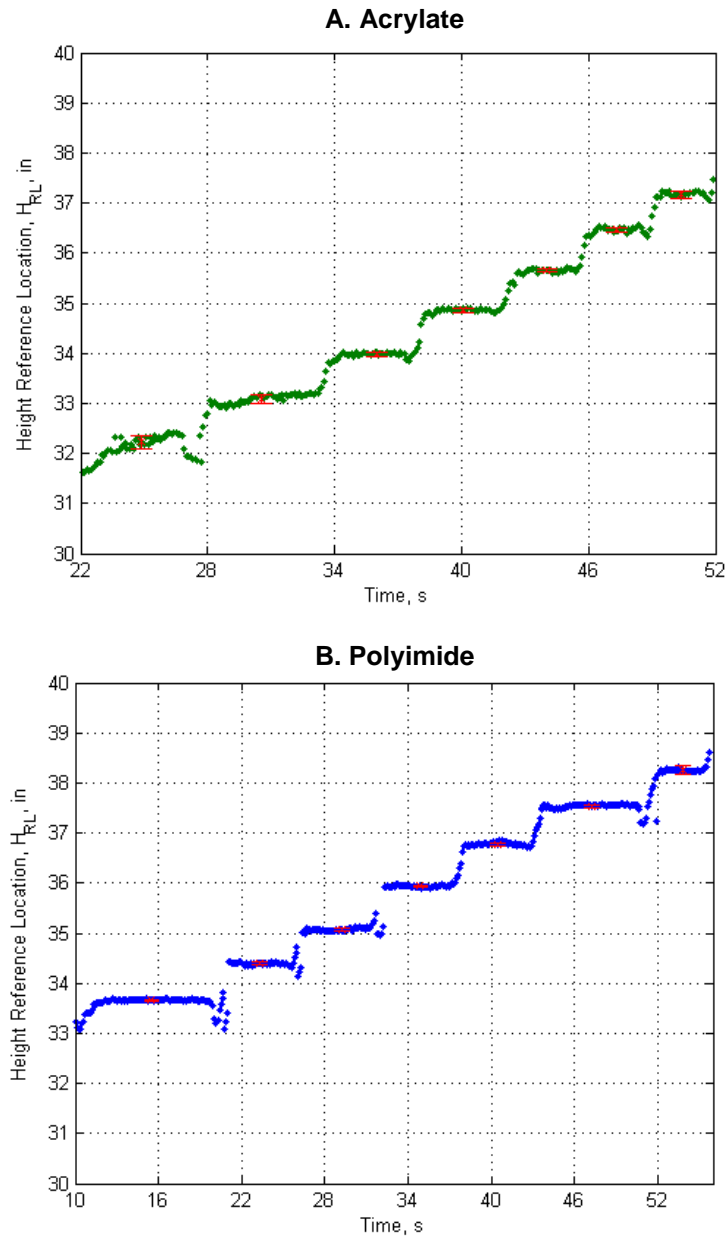 A. Acrylate
40
39
38
37
36
35
34
33
32
31
30
Height Reference Location, H_RL, in
22 28 34 40 46 52
Time, s
B. Polyimide
40
39
38
37
36
35
34
33
32
31
30
Height Reference Location, H_RL, in
10 16 22 28 34 40 46 52
Time, s